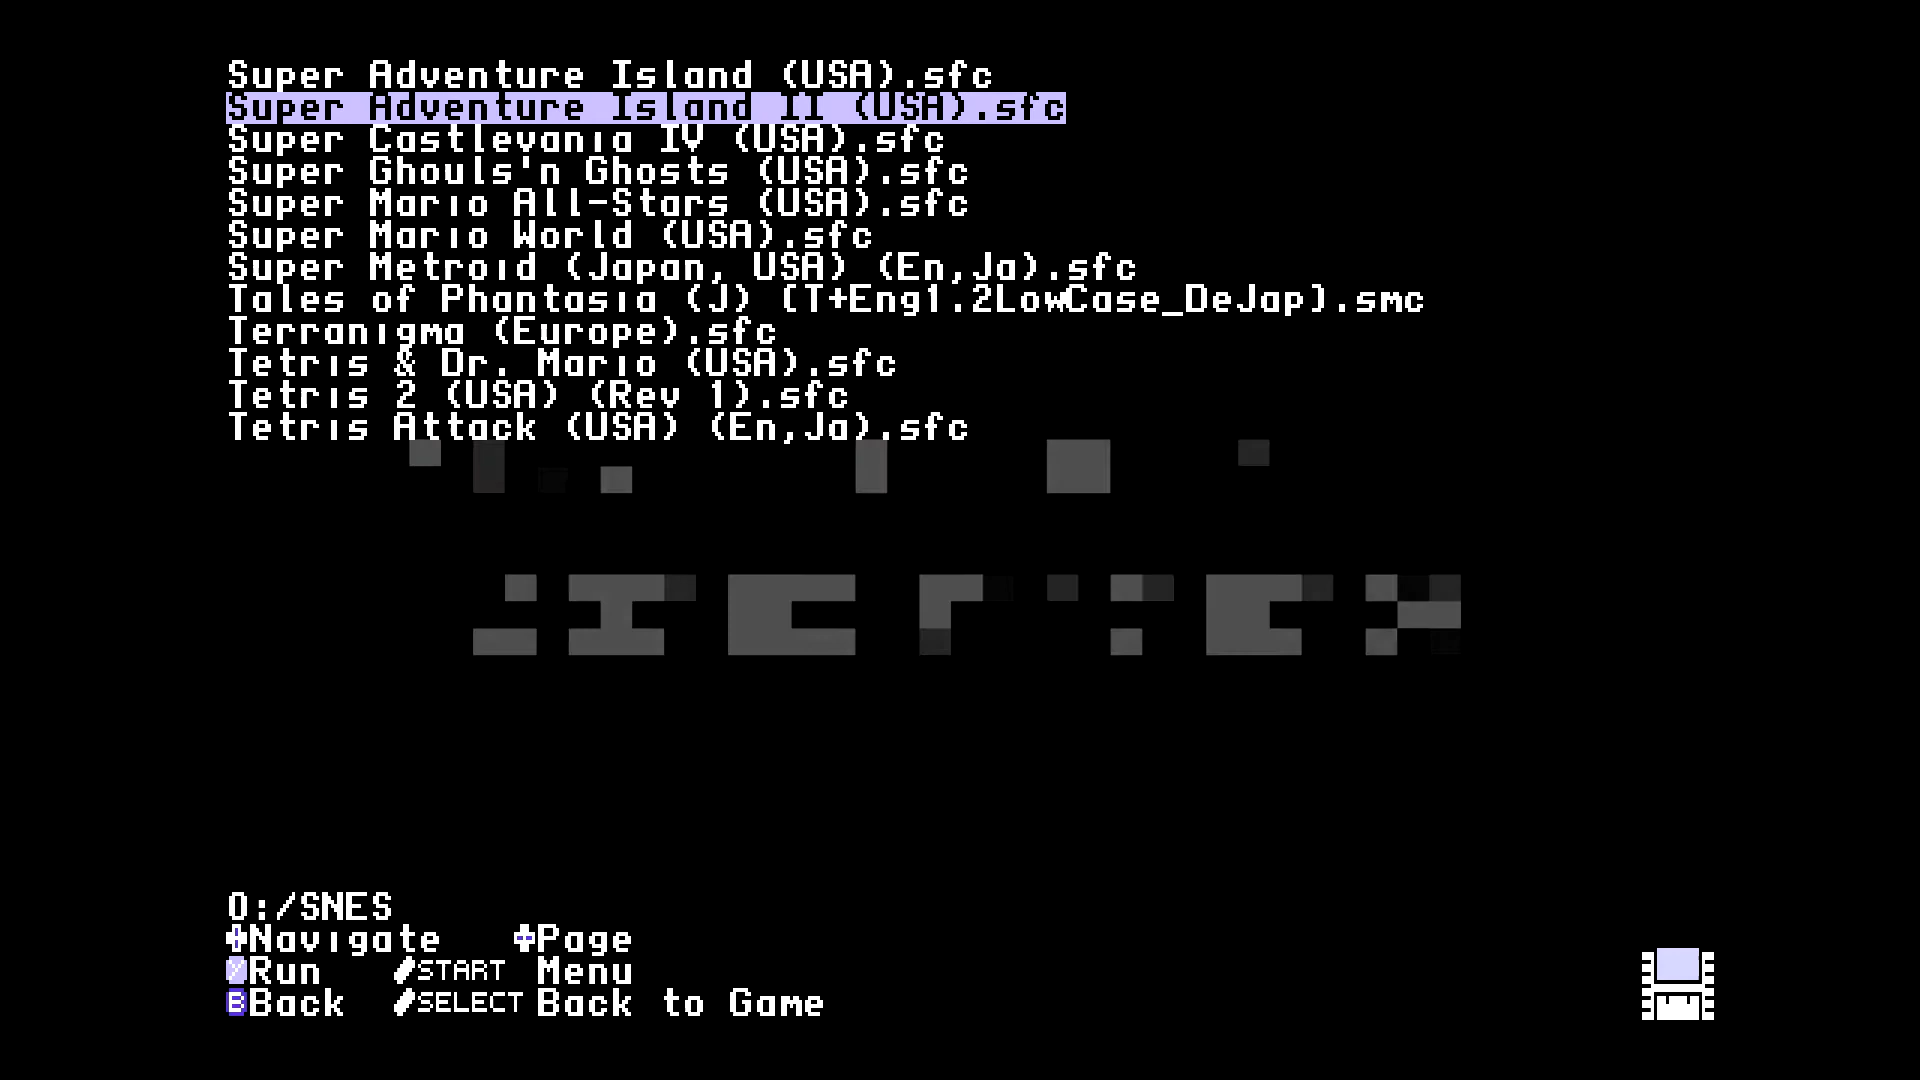 Super Adventure Island (USA).sfc
Super Adventure Island II (USA).sfc
Super Castlevania IV (USA).sfc
Super Ghouls'n Ghosts (USA).sfc
Super Mario All-Stars (USA).sfc
Super Mario World (USA).sfc
Super Metroid (Japan, USA) (En,Ja).sfc
Tales of Phantasia (J) [T+Eng1.2LowCase_DeJap].smc
Terranigma (Europe).sfc
Tetris & Dr. Mario (USA).sfc
Tetris 2 (USA) (Rev 1).sfc
Tetris Attack (USA) (En,Ja).sfc
0:/SNES
Navigate Page
Y Run START Menu
B Back SELECT Back to Game